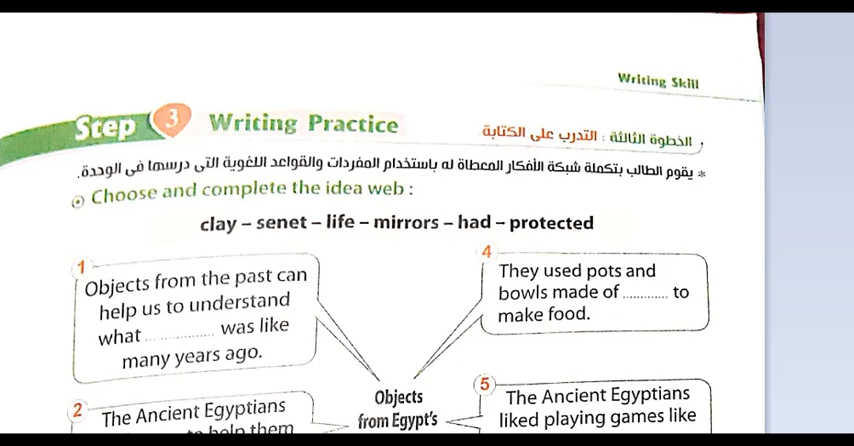 Writing Skill
Step 3 Writing Practice
الخطوة الثالثة : التدرب على الكتابة
* يقوم الطالب بتكملة شبكة الأفكار المعطاة له باستخدام المفردات والقواعد اللغوية التى درسها فى الوحدة.
Choose and complete the idea web :
clay – senet – life – mirrors – had – protected
1
Objects from the past can
help us to understand
what ................. was like
many years ago.
4
They used pots and
bowls made of ............ to
make food.
Objects
from Egypt's
2
The Ancient Egyptians
to help them
5
The Ancient Egyptians
liked playing games like